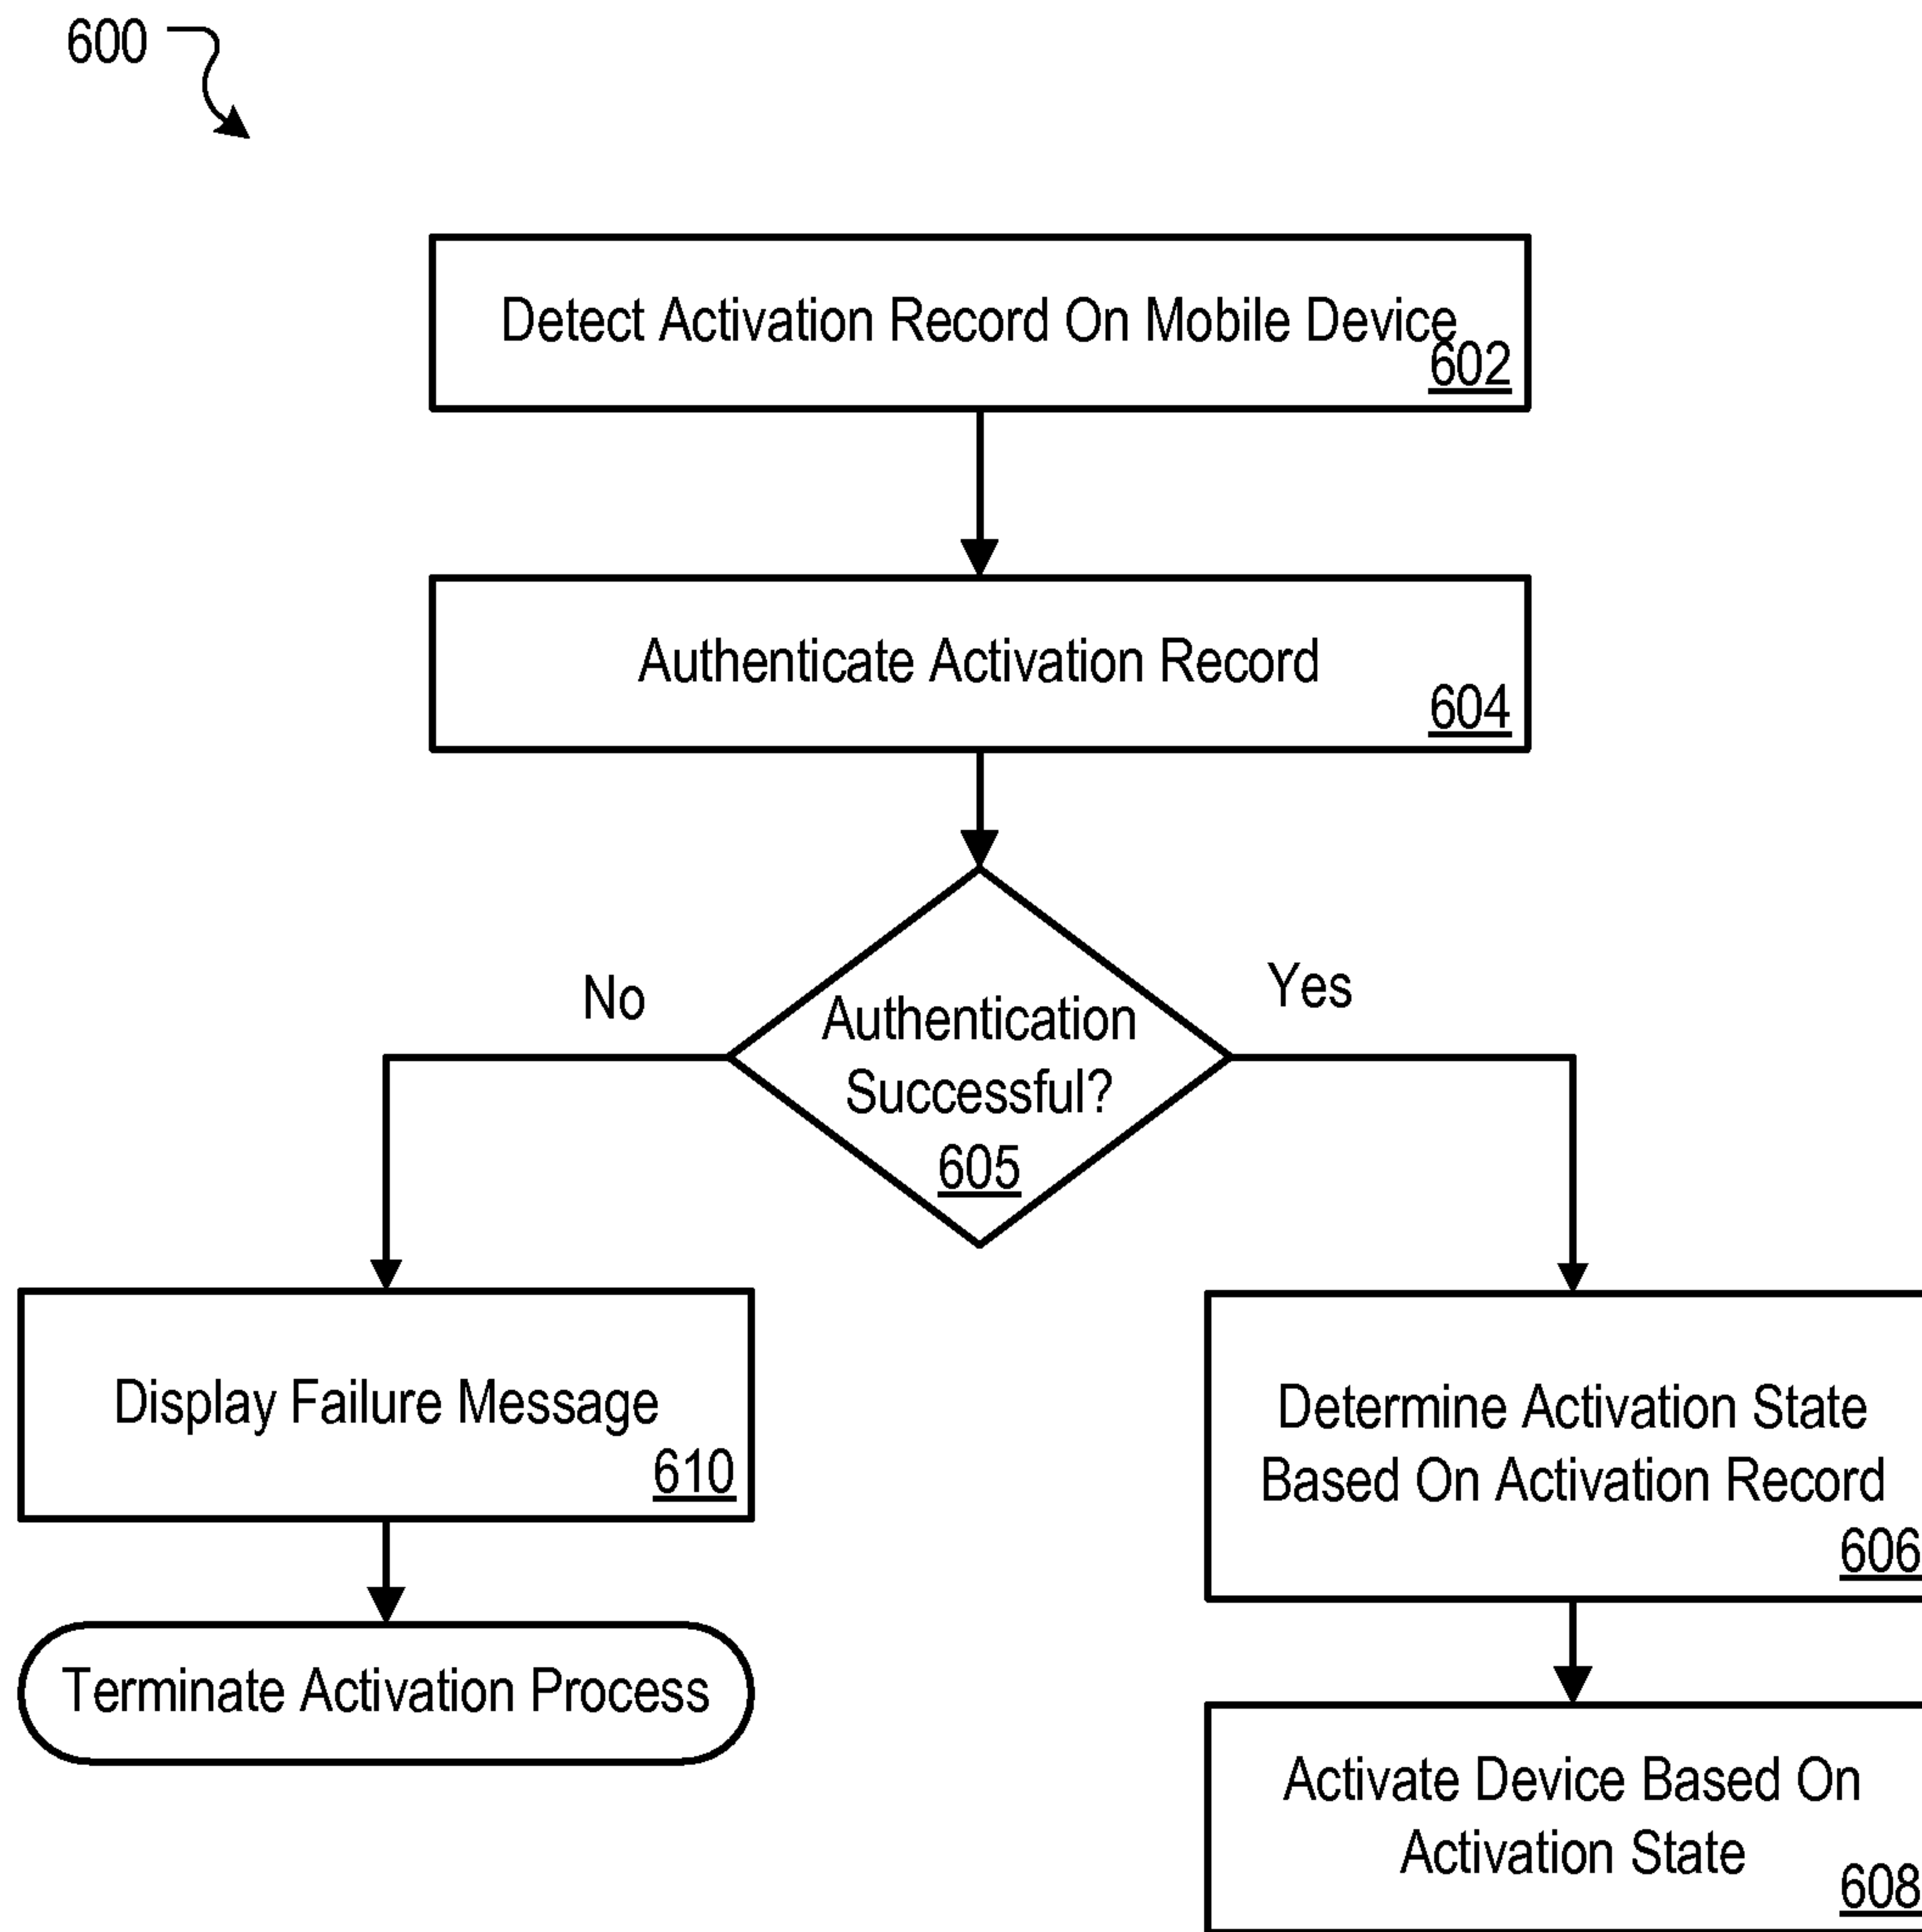 600
Detect Activation Record On Mobile Device
602
Authenticate Activation Record
604
No
Yes
Authentication
Successful?
605
Display Failure Message
610
Determine Activation State
Based On Activation Record
606
Terminate Activation Process
Activate Device Based On
Activation State
608